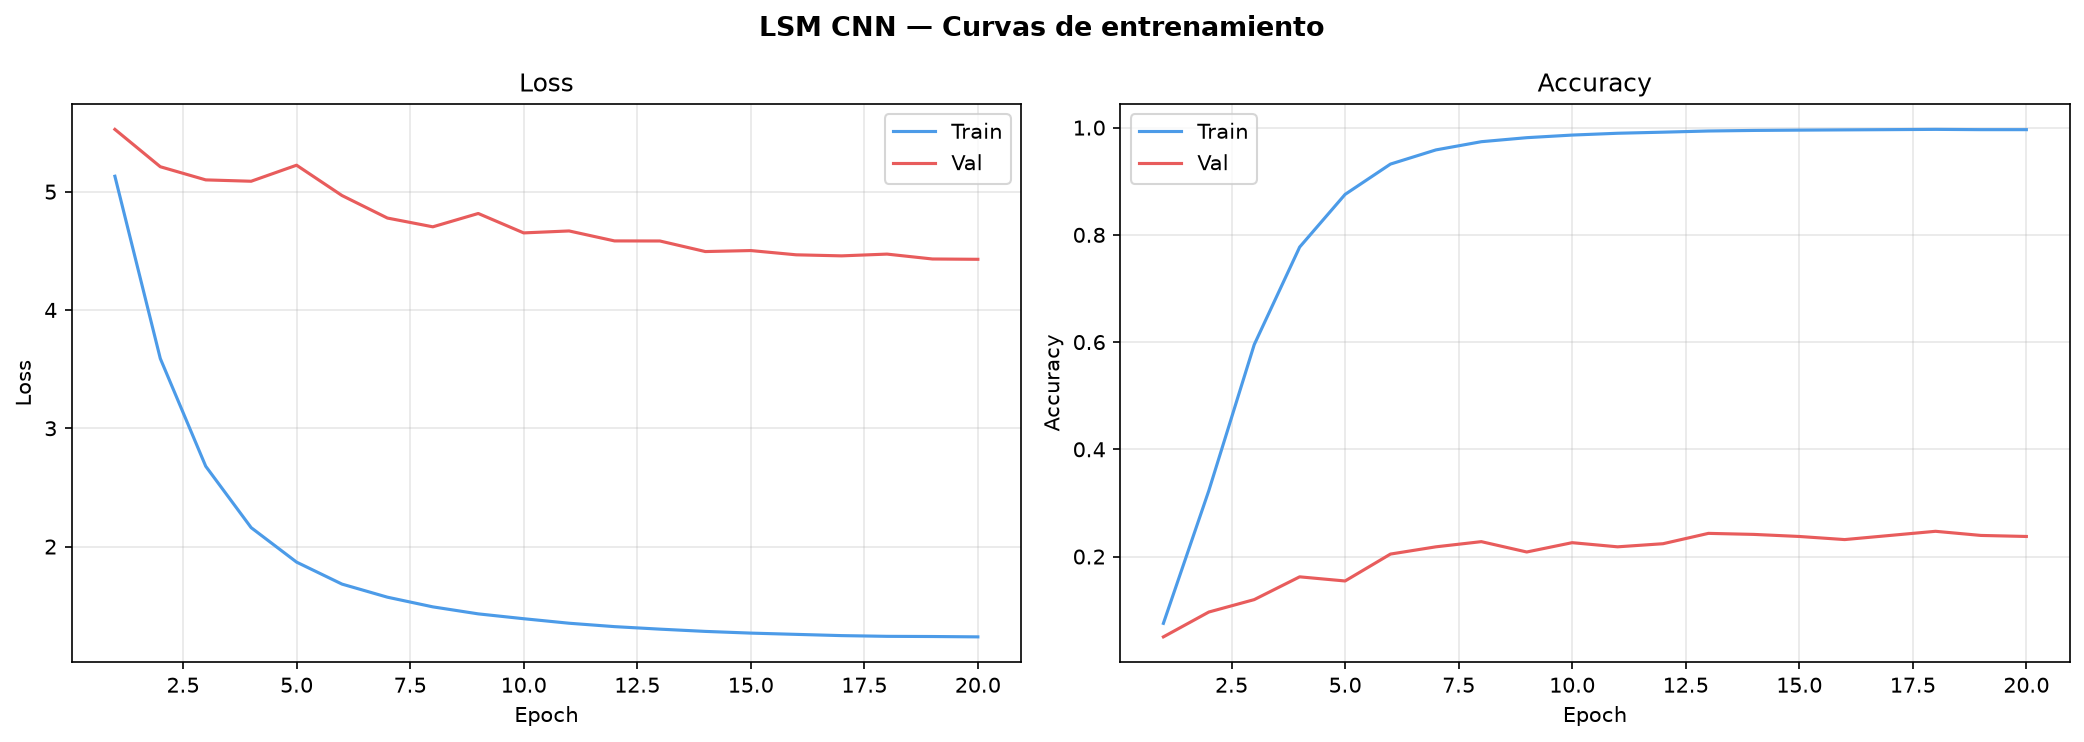 LSM CNN — Curvas de entrenamiento
Loss
Train
Val
5
4
3
2
Loss
2.5 5.0 7.5 10.0 12.5 15.0 17.5 20.0
Epoch
Accuracy
Train
Val
1.0
0.8
0.6
0.4
0.2
Accuracy
2.5 5.0 7.5 10.0 12.5 15.0 17.5 20.0
Epoch